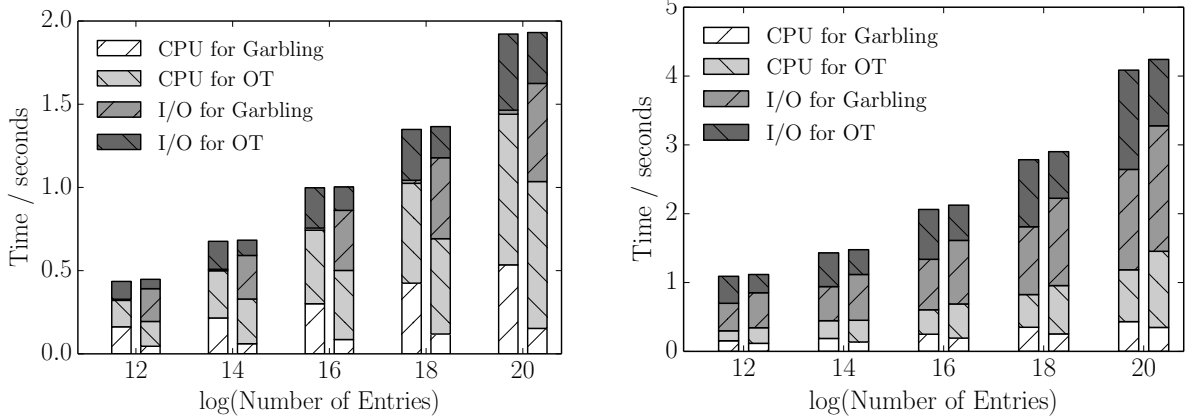 2.0
1.5
1.0
0.5
0.0
Time / seconds
CPU for Garbling
CPU for OT
I/O for Garbling
I/O for OT
12 14 16 18 20
log(Number of Entries)
5
4
3
2
1
0
Time / seconds
CPU for Garbling
CPU for OT
I/O for Garbling
I/O for OT
12 14 16 18 20
log(Number of Entries)